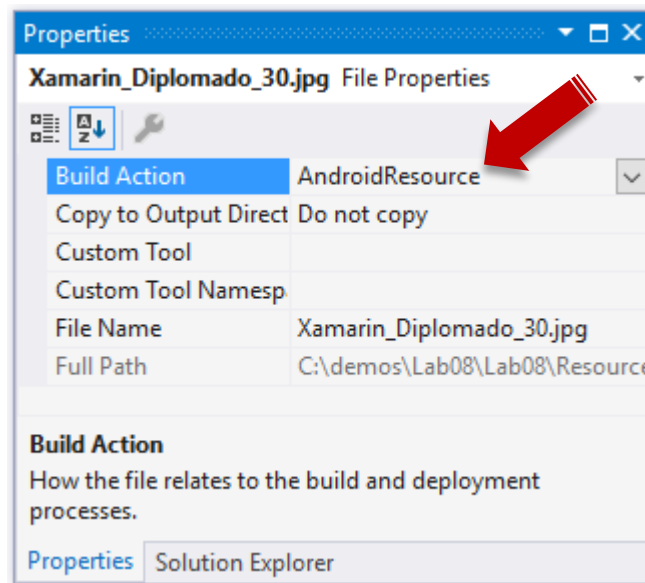 Properties
Xamarin_Diplomado_30.jpg File Properties
Build Action AndroidResource
Copy to Output Direct Do not copy
Custom Tool
Custom Tool Namesp
File Name Xamarin_Diplomado_30.jpg
Full Path C:\demos\Lab08\Lab08\Resource
Build Action
How the file relates to the build and deployment
processes.
Properties Solution Explorer